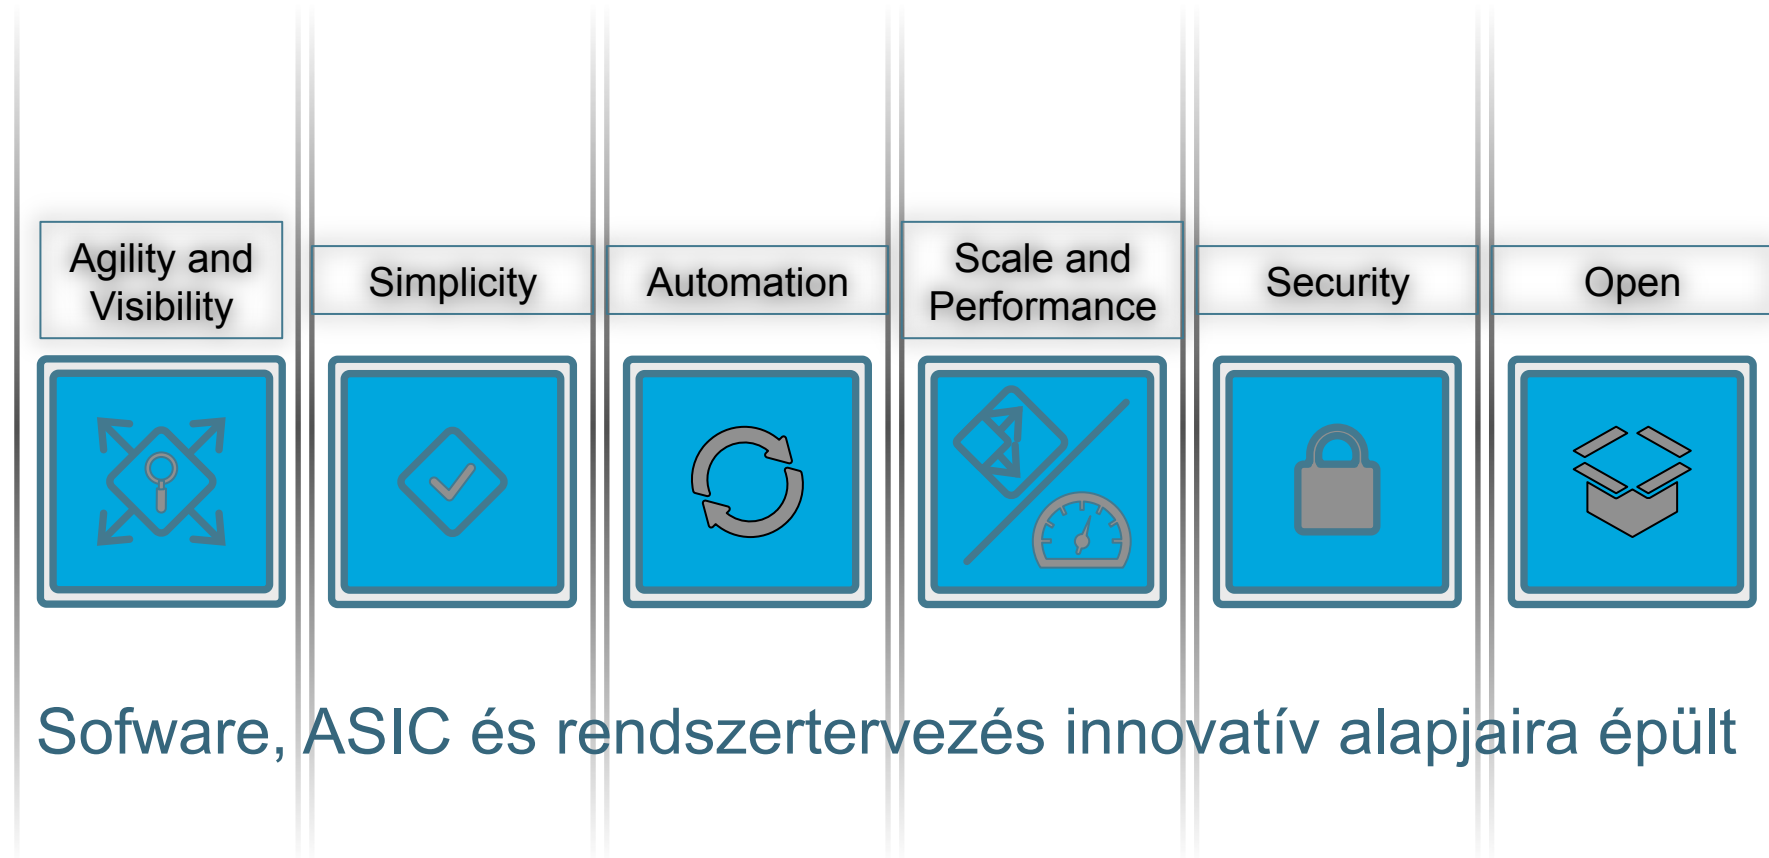 Agility and
Visibility
Simplicity
Automation
Scale and
Performance
Security
Open
Sofware, ASIC és rendszertervezés innovatív alapjaira épült